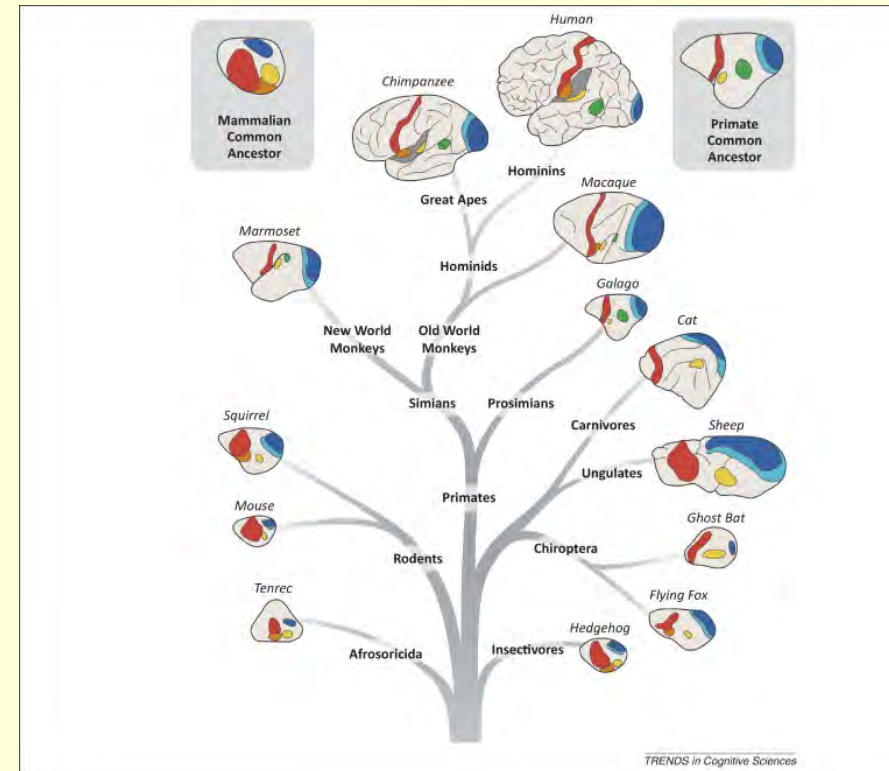 Human
Chimpanzee
Mammalian
Common
Ancestor
Primate
Common
Ancestor
Hominins
Great Apes
Macaque
Marmoset
Hominids
Galago
Cat
New World
Monkeys
Old World
Monkeys
Simians
Prosimians
Carnivores
Squirrel
Sheep
Ungulates
Primates
Mouse
Ghost Bat
Chiroptera
Rodents
Tenrec
Flying Fox
Hedgehog
Afrosoricida
Insectivores
TRENDS in Cognitive Sciences